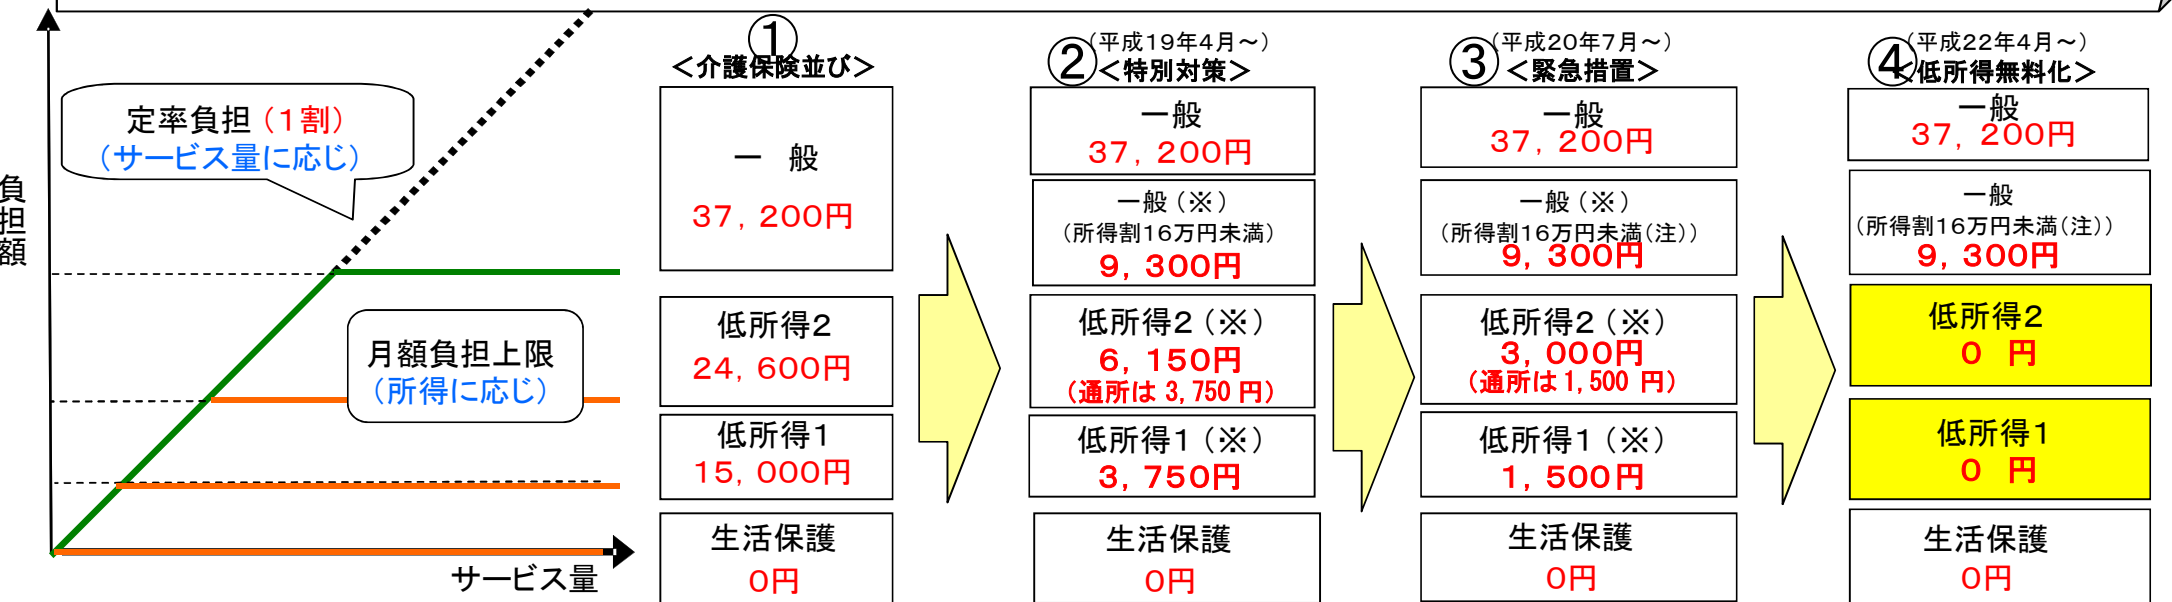 負担額
定率負担（１割）
（サービス量に応じ）
月額負担上限
（所得に応じ）
サービス量
①
＜介護保険並び＞
一　般
37，200円
低所得2
24，600円
低所得1
15，000円
生活保護
0円
②（平成19年4月～）
＜特別対策＞
一般
37，200円
一般（※）
（所得割16万円未満）
9，300円
低所得2（※）
6，150円
（通所は 3,750 円）
低所得1（※）
3，750円
生活保護
0円
③（平成20年7月～）
＜緊急措置＞
一般
37，200円
一般（※）
（所得割16万円未満（注））
9，300円
低所得2（※）
3，000円
（通所は 1,500 円）
低所得1（※）
1，500円
生活保護
0円
④（平成22年4月～）
＜低所得無料化＞
一般
37，200円
一般
（所得割16万円未満（注））
9，300円
低所得2
0　円
低所得1
0　円
生活保護
0円